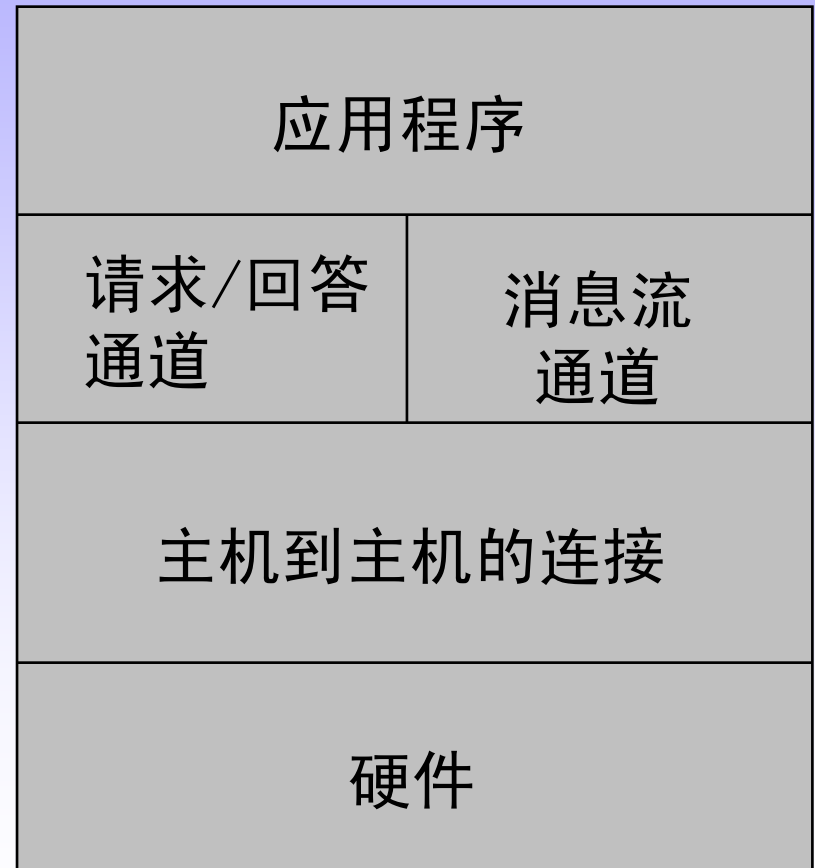 应用程序
请求/回答
通道
消息流
通道
主机到主机的连接
硬件